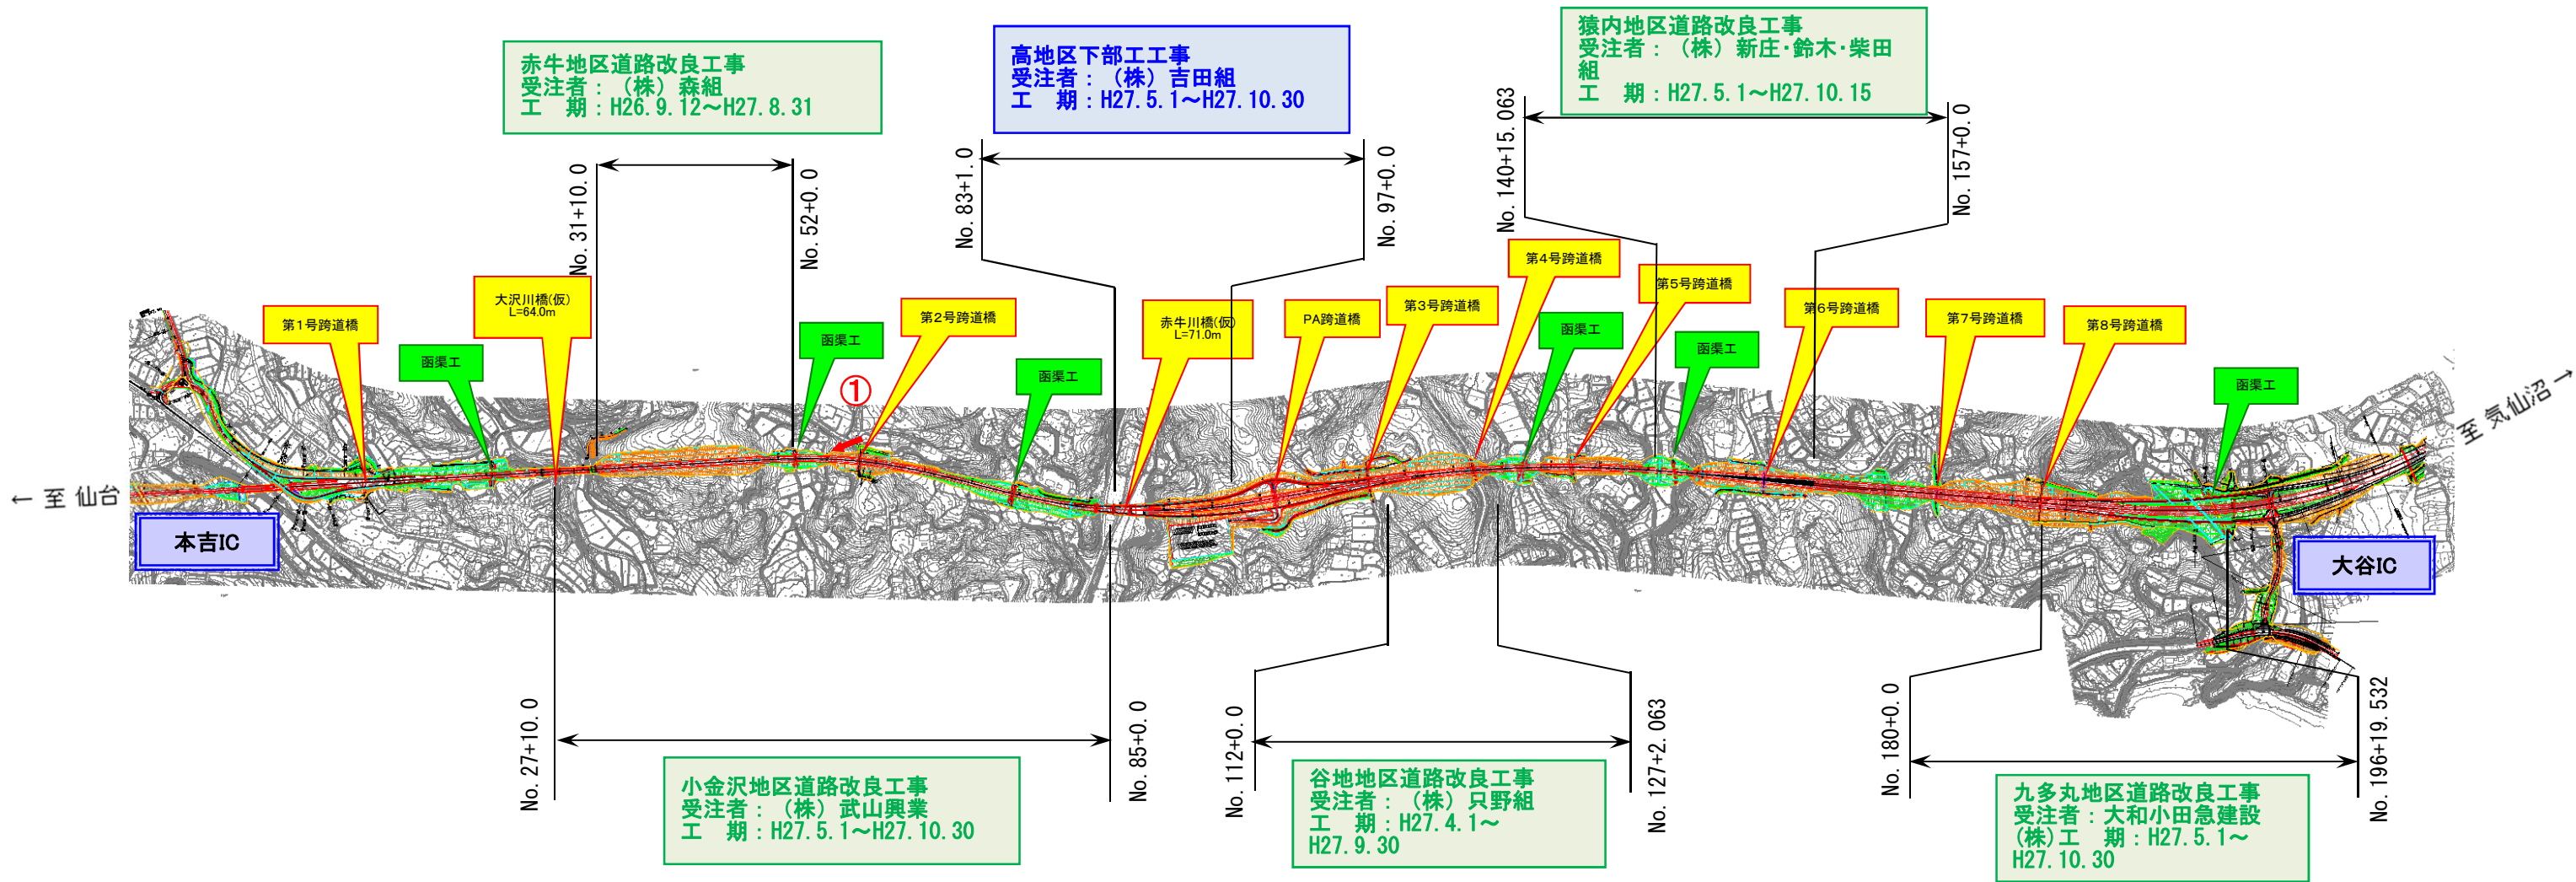 赤牛地区道路改良工事
受注者：（株）森組
工　期：H26.9.12～H27.8.31
高地区下部工工事
受注者：（株）吉田組
工　期：H27.5.1～H27.10.30
猿内地区道路改良工事
受注者：（株）新庄・鈴木・柴田
組
工　期：H27.5.1～H27.10.15
No.31+10.0
No.52+0.0
No.83+1.0
No.97+0.0
No.140+15.063
No.157+0.0
第1号跨道橋
函渠工
大沢川橋(仮)
L=64.0m
函渠工
①
第2号跨道橋
函渠工
赤牛川橋(仮)
L=71.0m
PA跨道橋
第3号跨道橋
第4号跨道橋
函渠工
第5号跨道橋
函渠工
第6号跨道橋
第7号跨道橋
第8号跨道橋
函渠工
← 至 仙台
本吉IC
至 気仙沼 →
大谷IC
No.27+10.0
No.85+0.0
No.112+0.0
No.127+2.063
No.180+0.0
No.196+19.532
小金沢地区道路改良工事
受注者：（株）武山興業
工　期：H27.5.1～H27.10.30
谷地地区道路改良工事
受注者：（株）只野組
工　期：H27.4.1～
H27.9.30
九多丸地区道路改良工事
受注者：大和小田急建設
(株)工　期：H27.5.1～
H27.10.30